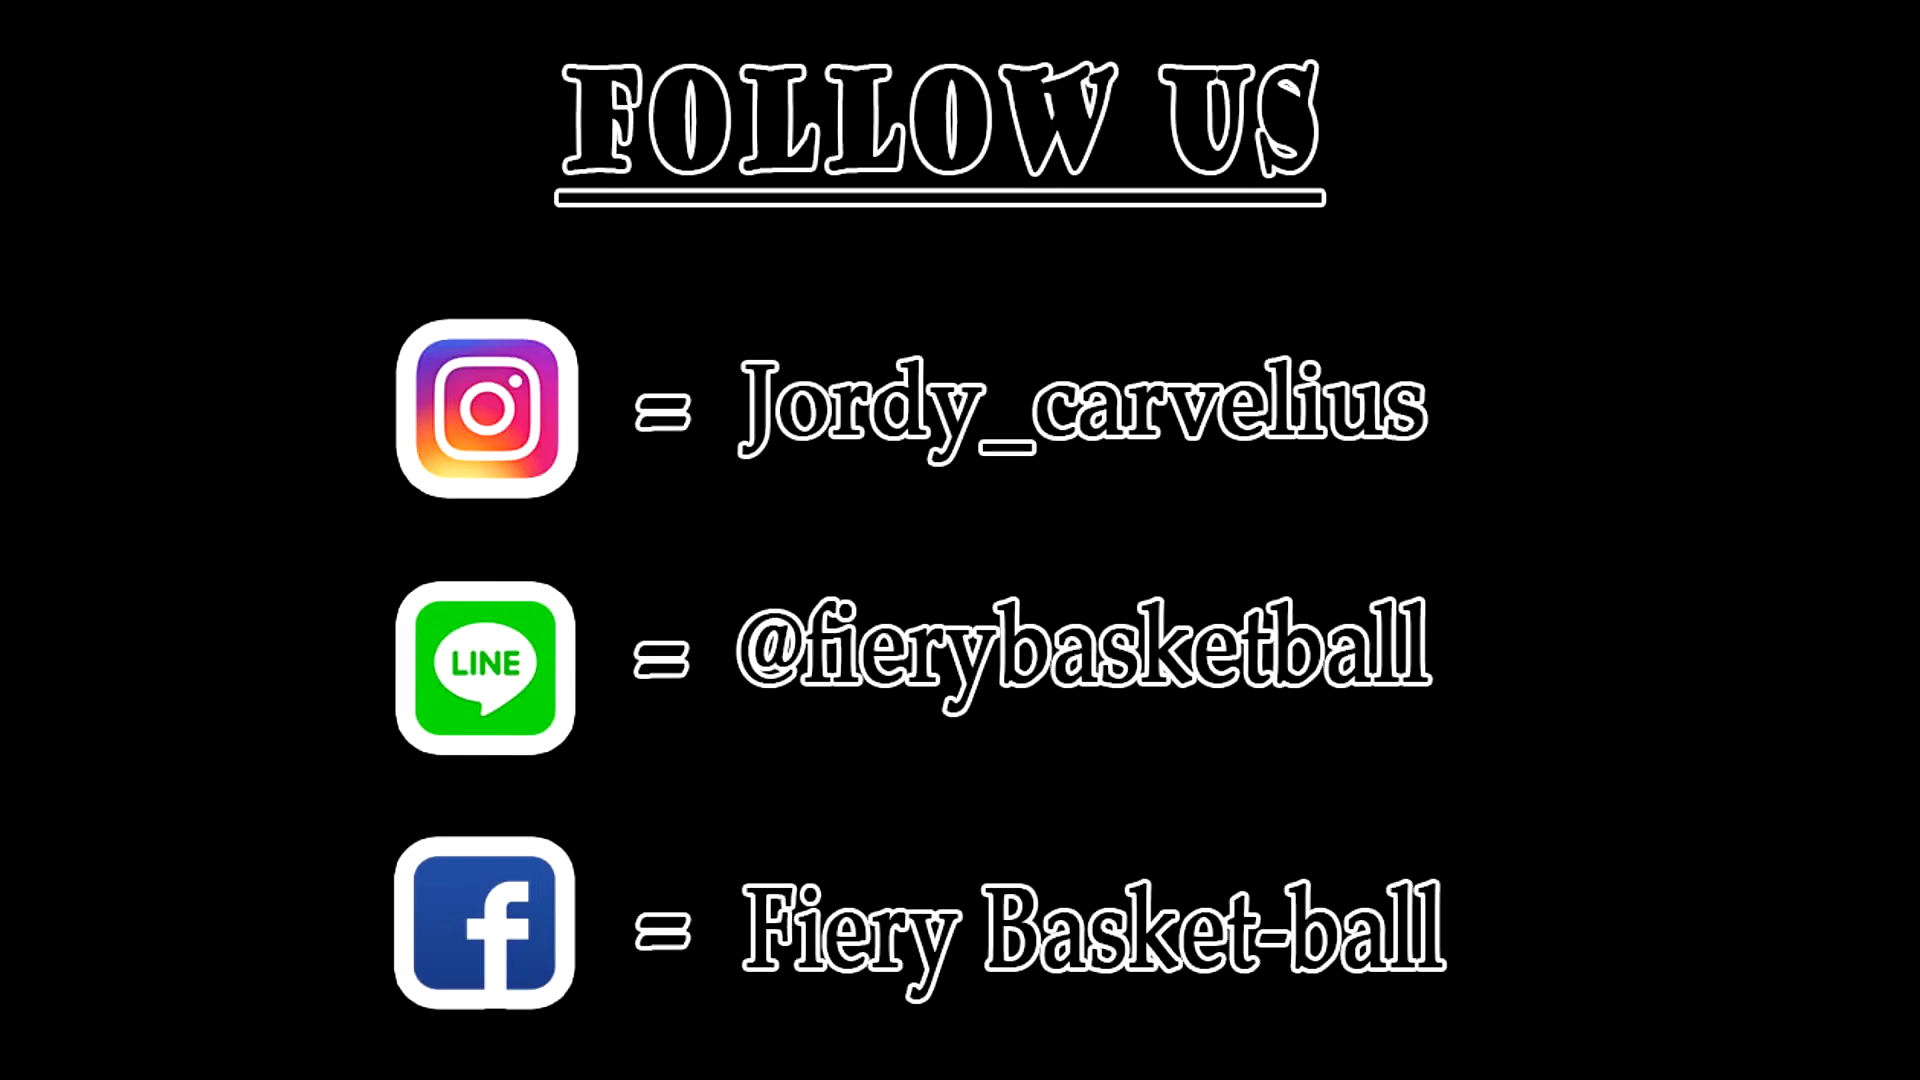 FOLLOW US
= Jordy_carvelius
LINE = @fierybasketball
f = Fiery Basket-ball